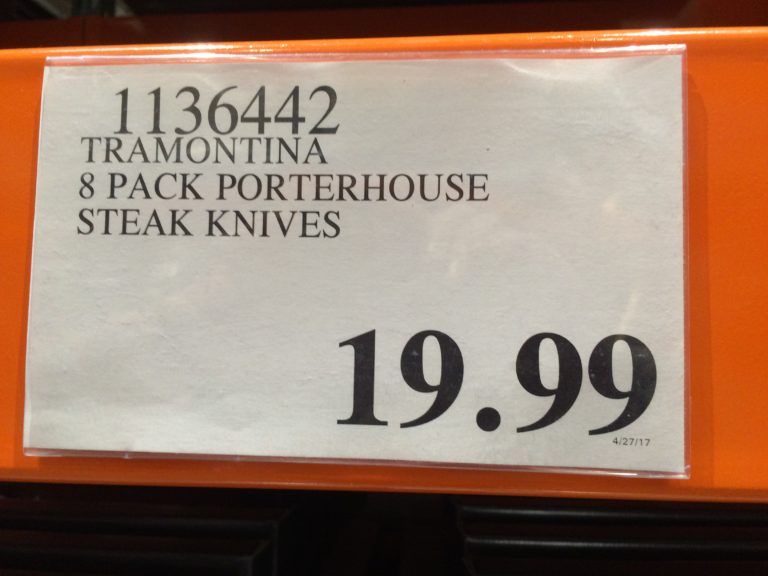 1136442
TRAMONTINA
8 PACK PORTERHOUSE
STEAK KNIVES
19.99
4/27/17